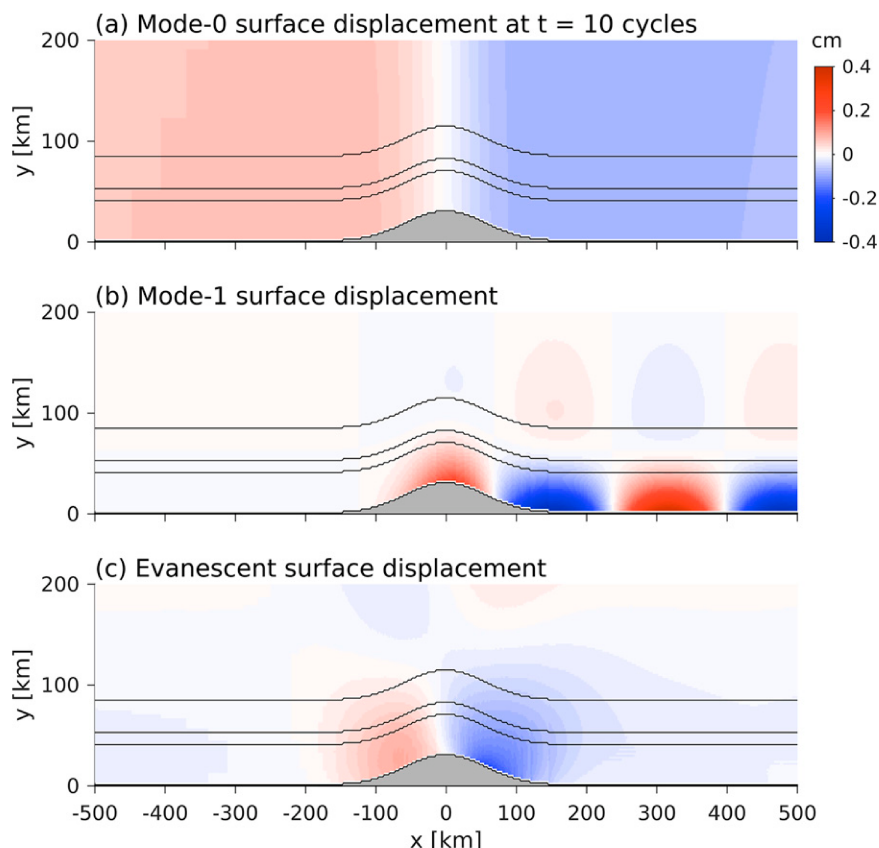 (a) Mode-0 surface displacement at t = 10 cycles
cm
200
100
0
y [km]
0.4
0.2
0
-0.2
-0.4
(b) Mode-1 surface displacement
200
100
0
y [km]
(c) Evanescent surface displacement
200
100
0
y [km]
-500 -400 -300 -200 -100 0 100 200 300 400 500
x [km]